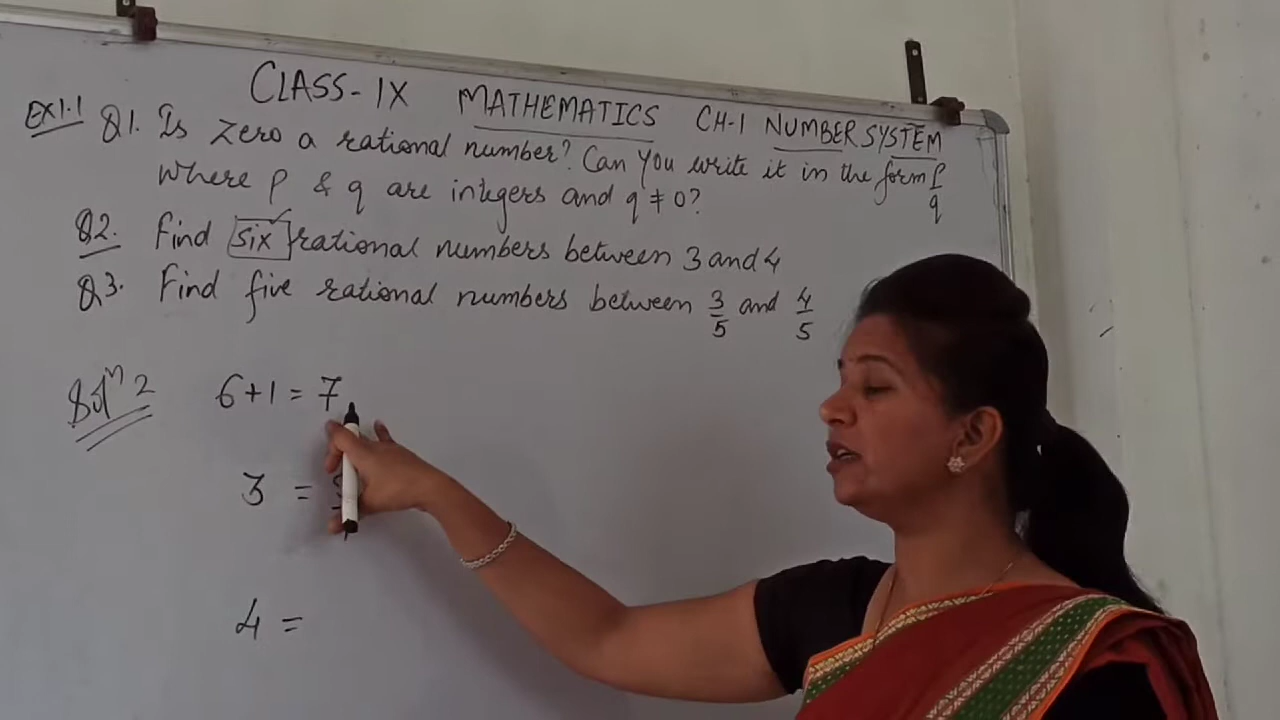 CLASS-IX MATHEMATICS CH-1 NUMBER SYSTEM
EX1.1 Q1. Is zero a rational number? Can you write it in the form p/q
where p & q are integers and q ≠ 0?
Q2. Find six rational numbers between 3 and 4
Q3. Find five rational numbers between 3/5 and 4/5
Solⁿ 2 6+1 = 7
3 =
4 =